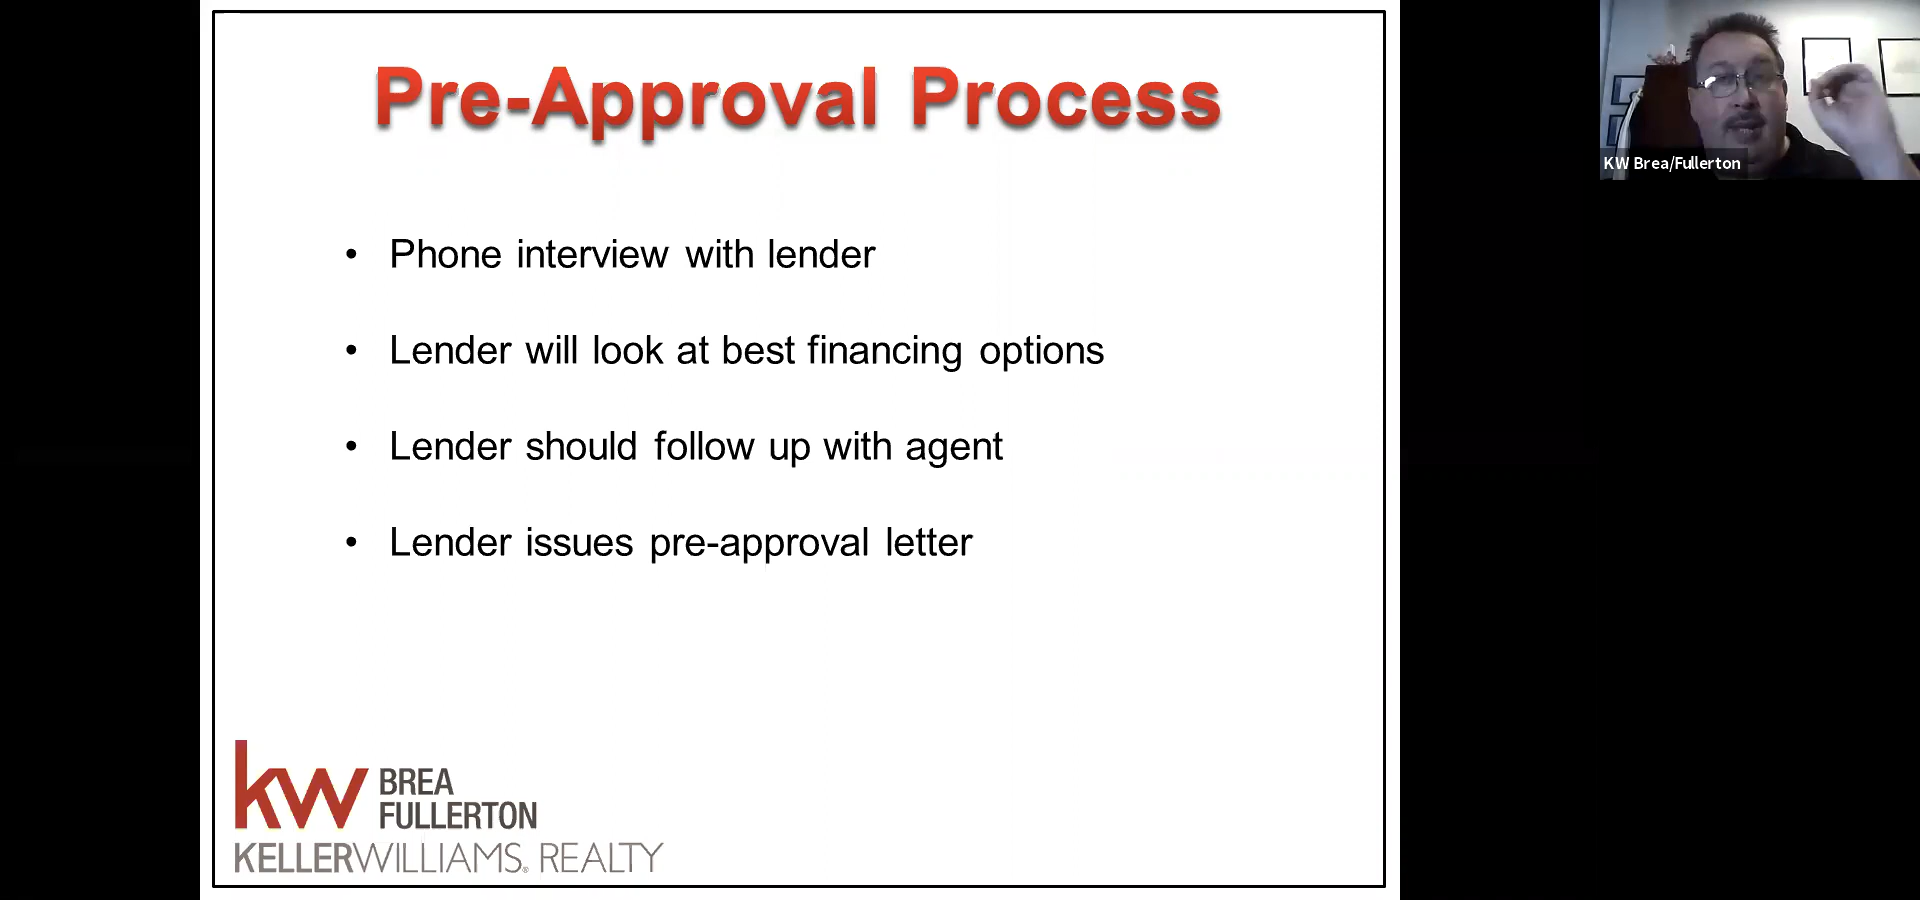 Pre-Approval Process
• Phone interview with lender
• Lender will look at best financing options
• Lender should follow up with agent
• Lender issues pre-approval letter
kw BREA
FULLERTON
KELLERWILLIAMS. REALTY
KW Brea/Fullerton